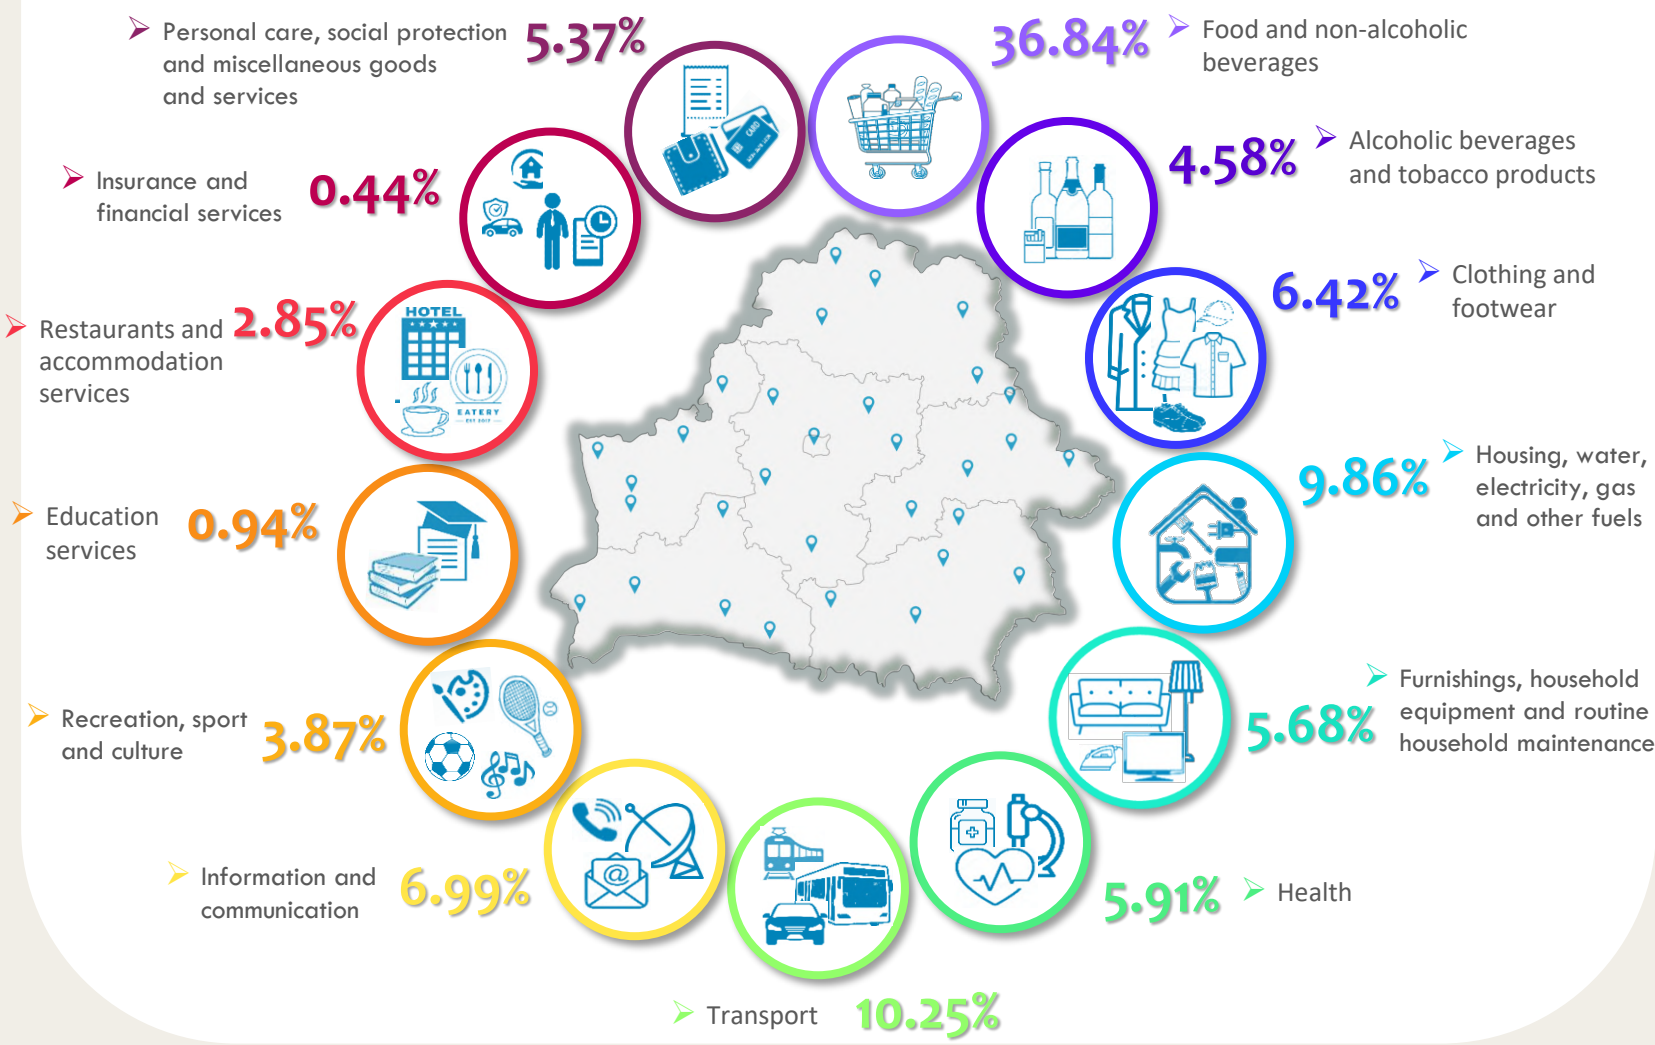 Personal care, social protection
and miscellaneous goods
and services
5.37%
36.84%
Food and non-alcoholic
beverages
4.58%
Alcoholic beverages
and tobacco products
6.42%
Clothing and
footwear
9.86%
Housing, water,
electricity, gas
and other fuels
5.68%
Furnishings, household
equipment and routine
household maintenance
5.91%
Health
Transport
10.25%
Information and
communication
6.99%
Recreation, sport
and culture
3.87%
Education
services
0.94%
Restaurants and
accommodation
services
2.85%
Insurance and
financial services
0.44%
CARD
HOTEL
EATERY
@